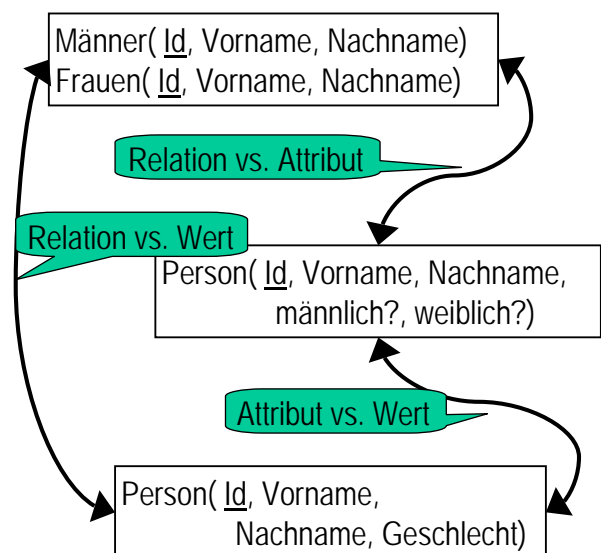 Männer( Id, Vorname, Nachname)
Frauen( Id, Vorname, Nachname)
Relation vs. Attribut
Relation vs. Wert
Person( Id, Vorname, Nachname,
männlich?, weiblich?)
Attribut vs. Wert
Person( Id, Vorname,
Nachname, Geschlecht)